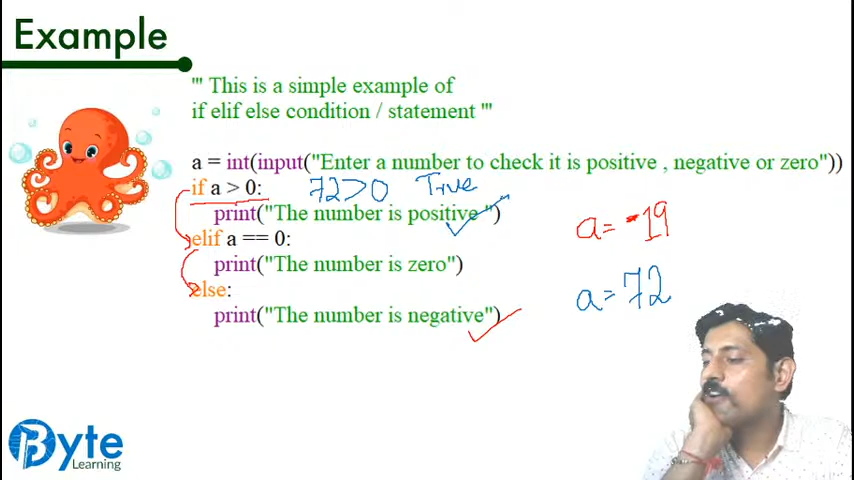 Example
''' This is a simple example of
if elif else condition / statement '''
a = int(input("Enter a number to check it is positive , negative or zero"))
if a > 0: 72>0 True
print("The number is positive ")
a= -19
elif a == 0:
print("The number is zero")
a= 72
else:
print("The number is negative")
Byte
Learning